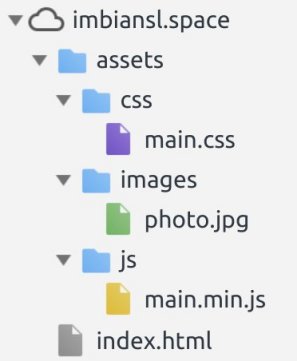 imbiansl.space
assets
css
main.css
images
photo.jpg
js
main.min.js
index.html